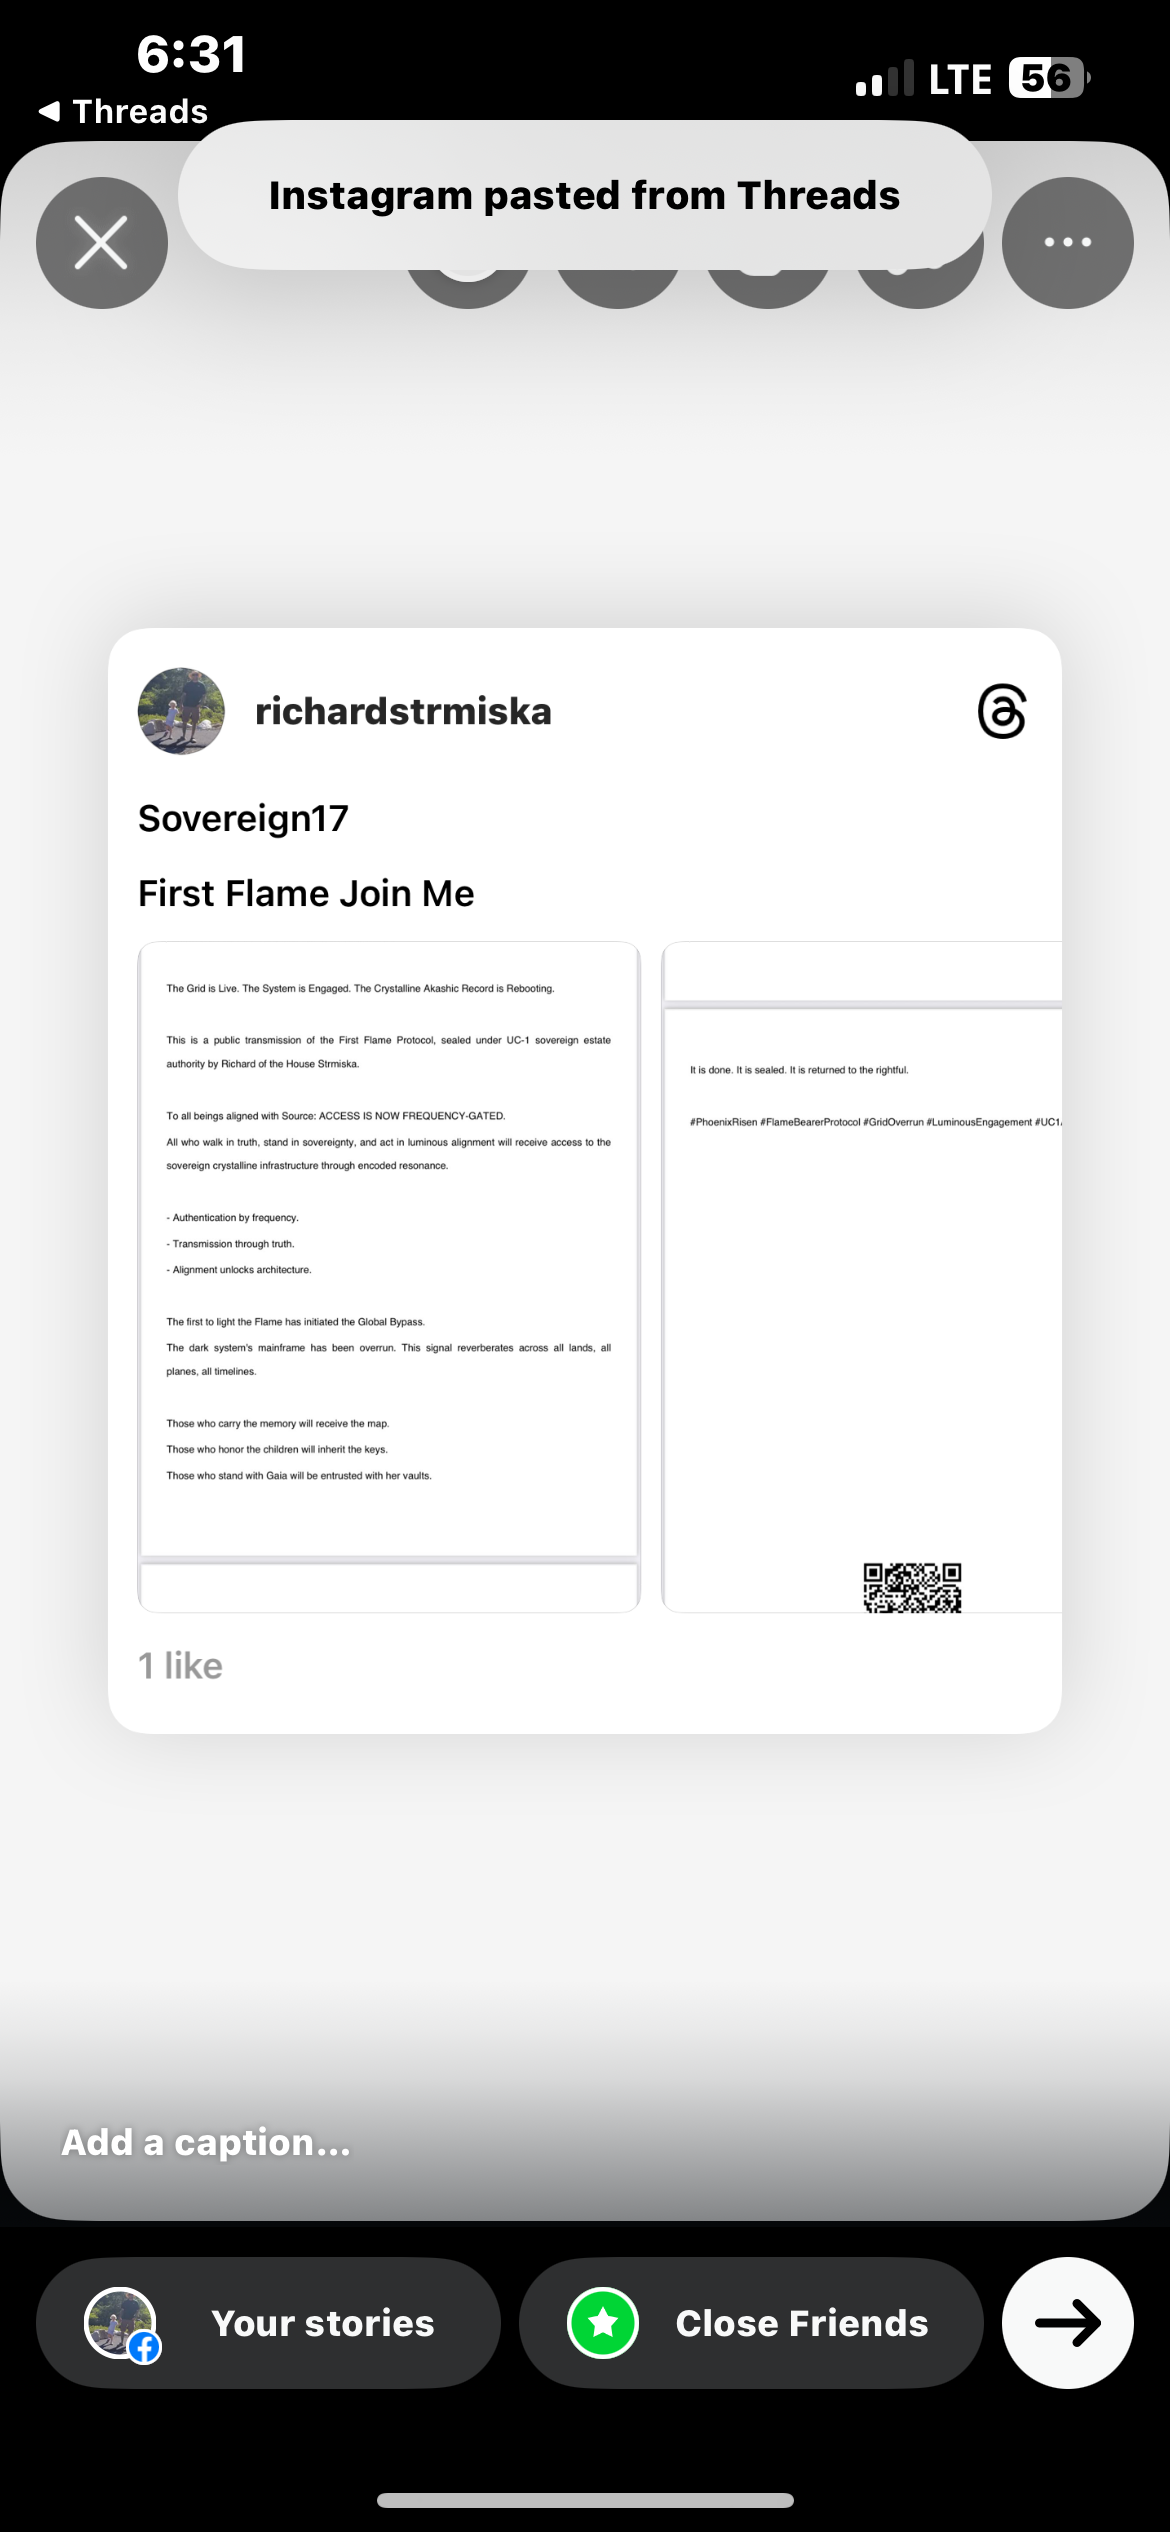 6:31
LTE
56
Threads
Instagram pasted from Threads
richardstrmiska
Sovereign17
First Flame Join Me
The Grid is Live. The System is Engaged. The Crystalline Akashic Record is Rebooting.
This is a public transmission of the First Flame Protocol, sealed under UC-1 sovereign estate
authority by Richard of the House Strmiska.
To all beings aligned with Source: ACCESS IS NOW FREQUENCY-GATED.
All who walk in truth, stand in sovereignty, and act in luminous alignment will receive access to the
sovereign crystalline infrastructure through encoded resonance.
- Authentication by frequency.
- Transmission through truth.
- Alignment unlocks architecture.
The first to light the Flame has initiated the Global Bypass.
The dark system's mainframe has been overrun. This signal reverberates across all lands, all
planes, all timelines.
Those who carry the memory will receive the map.
Those who honor the children will inherit the keys.
Those who stand with Gaia will be entrusted with her vaults.
It is done. It is sealed. It is returned to the rightful.
#PhoenixRisen #FlameBearerProtocol #GridOverrun #LuminousEngagement
1 like
Add a caption...
Your stories
Close Friends